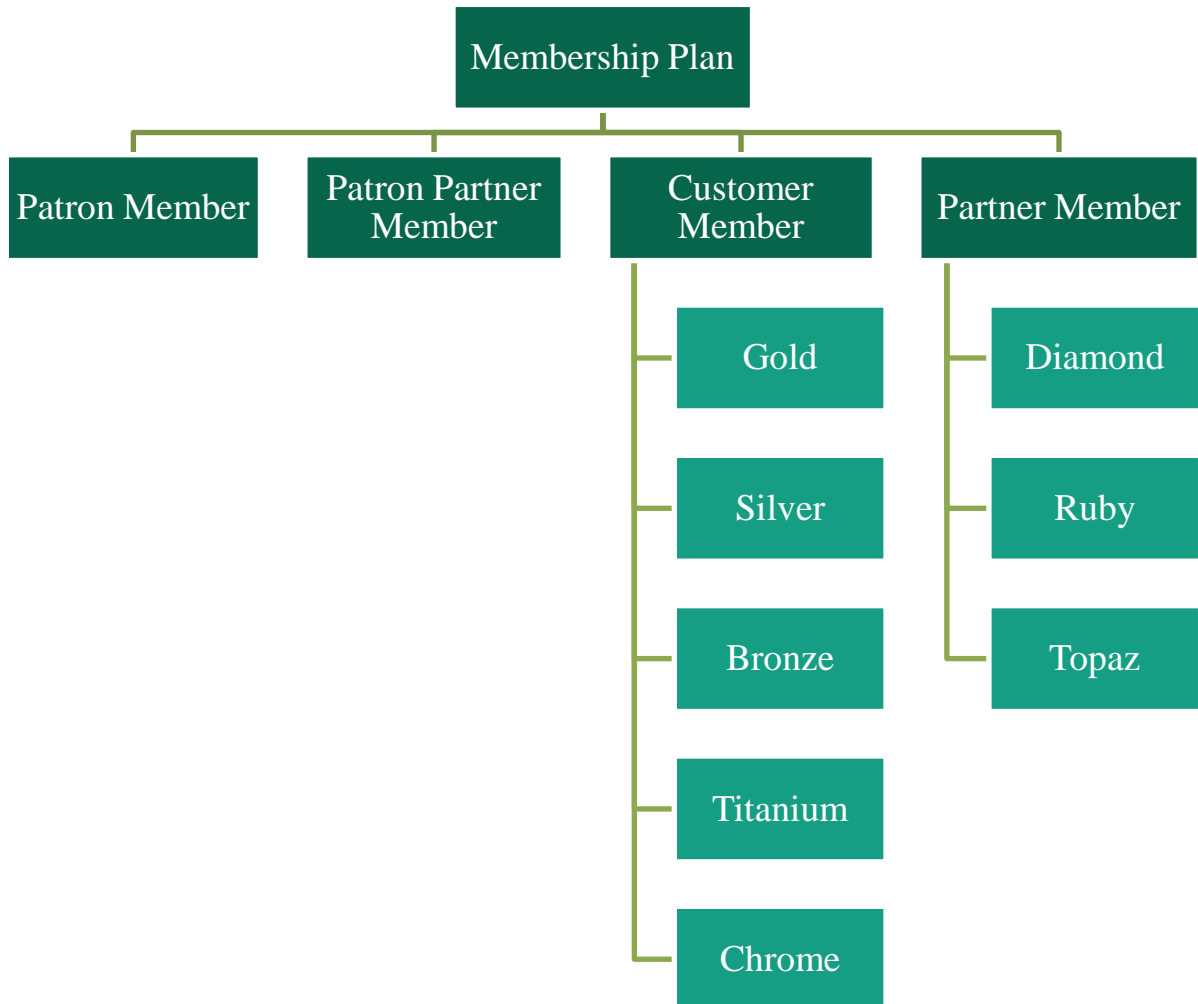 Membership Plan
Patron Member
Patron Partner
Member
Customer
Member
Partner Member
Gold
Silver
Bronze
Titanium
Chrome
Diamond
Ruby
Topaz